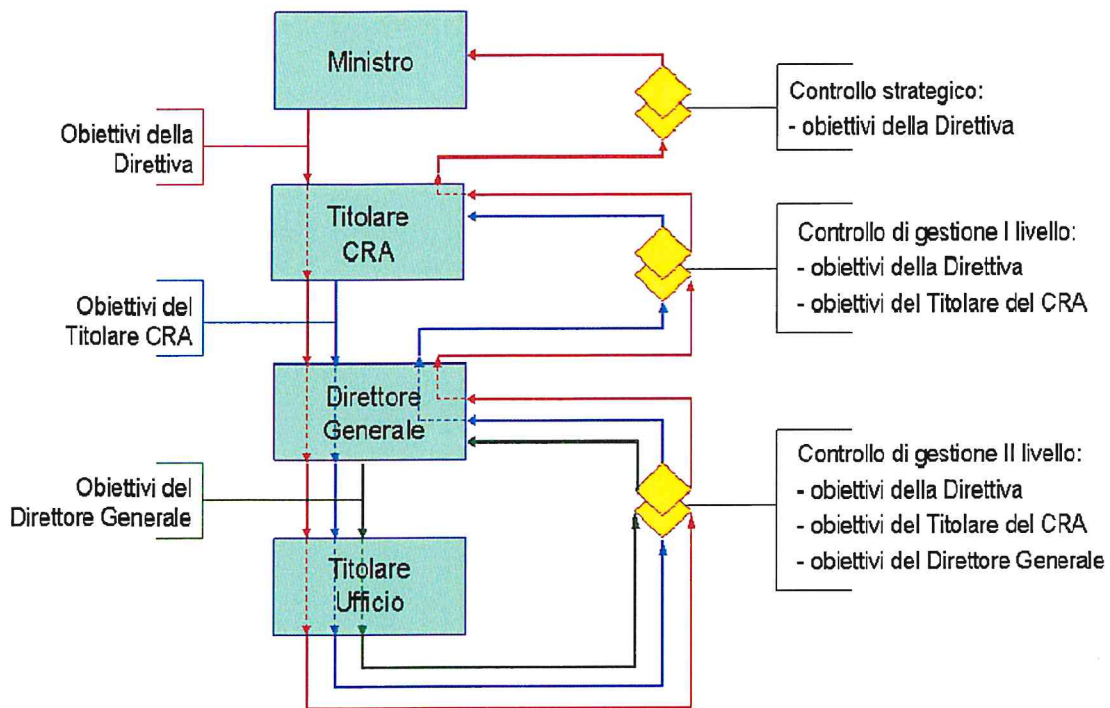 Ministro
Controllo strategico:
- obiettivi della Direttiva
Obiettivi della
Direttiva
Titolare
CRA
Controllo di gestione I livello:
- obiettivi della Direttiva
- obiettivi del Titolare del CRA
Obiettivi del
Titolare CRA
Direttore
Generale
Controllo di gestione II livello:
- obiettivi della Direttiva
- obiettivi del Titolare del CRA
- obiettivi del Direttore Generale
Obiettivi del
Direttore Generale
Titolare
Ufficio